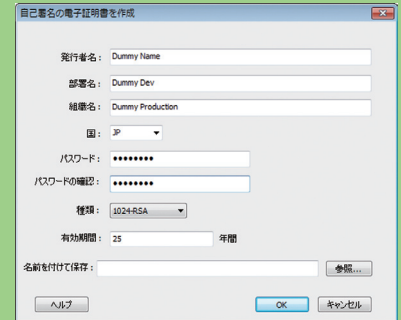 自己署名の電子証明書を作成
発行者名： Dummy Name
部署名： Dummy Dev
組織名： Dummy Production
国： JP
パスワード： ••••••••
パスワードの確認： ••••••••
種類： 1024-RSA
有効期間： 25 年間
名前を付けて保存： 参照...
ヘルプ OK キャンセル